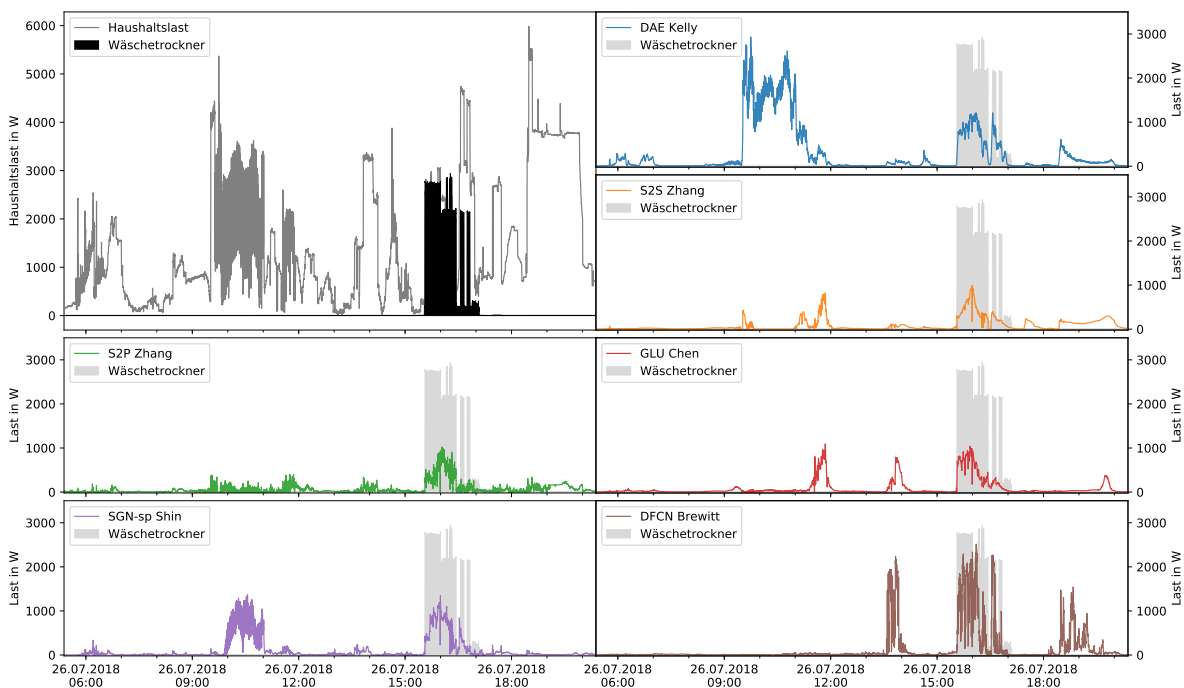 Haushaltslast
Wäschetrockner
6000
5000
4000
3000
2000
1000
0
Haushaltslast in W
DAE Kelly
Wäschetrockner
3000
2000
1000
0
Last in W
S2S Zhang
Wäschetrockner
3000
2000
1000
0
Last in W
S2P Zhang
Wäschetrockner
3000
2000
1000
0
Last in W
GLU Chen
Wäschetrockner
3000
2000
1000
0
Last in W
SGN-sp Shin
Wäschetrockner
3000
2000
1000
0
Last in W
DFCN Brewitt
Wäschetrockner
3000
2000
1000
0
Last in W
26.07.2018 26.07.2018 26.07.2018 26.07.2018 26.07.2018
06:00 09:00 12:00 15:00 18:00
26.07.2018 26.07.2018 26.07.2018 26.07.2018 26.07.2018
06:00 09:00 12:00 15:00 18:00